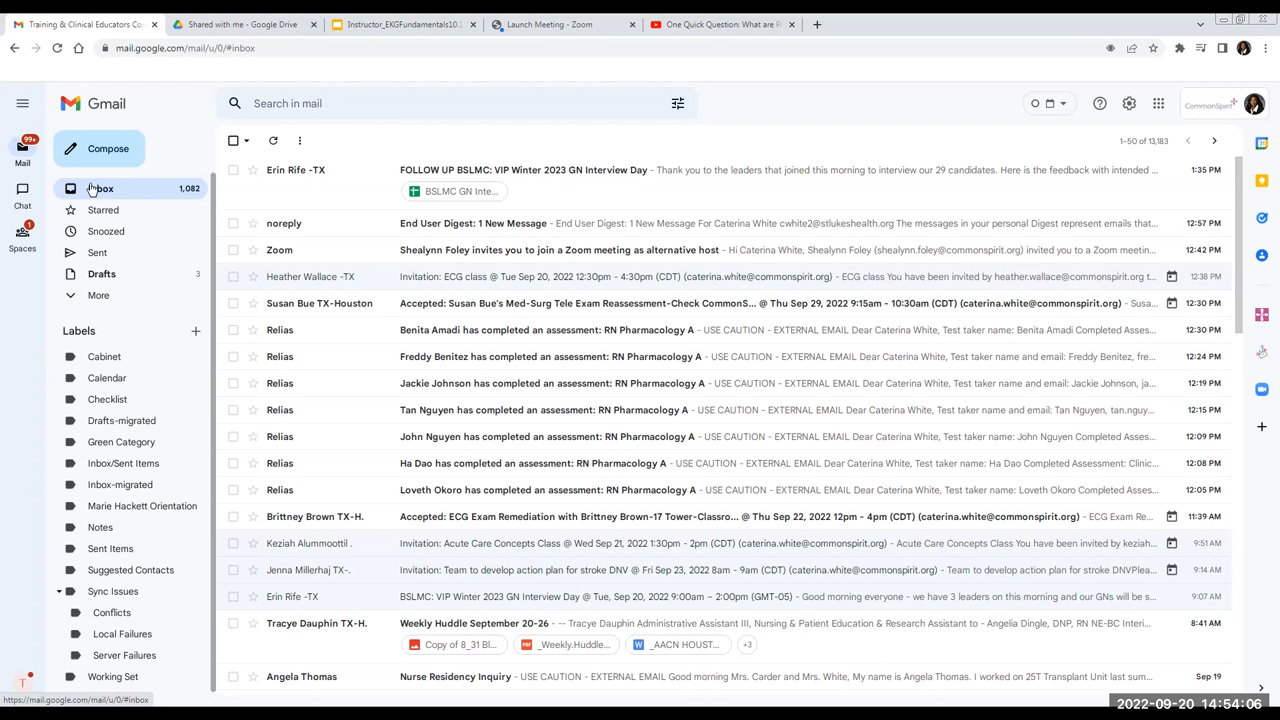 Training & Clinical Educators Co
Shared with me - Google Drive
Instructor_EKGFundamentals10.
Launch Meeting - Zoom
One Quick Question: What are P
mail.google.com/mail/u/0/#inbox
Gmail
Search in mail
CommonSpirit
99+
Mail
Compose
1–50 of 13,183
Inbox 1,082
Chat
Starred
1
Spaces
Snoozed
Sent
Drafts 3
More
Labels
Cabinet
Calendar
Checklist
Drafts-migrated
Green Category
Inbox/Sent Items
Inbox-migrated
Marie Hackett Orientation
Notes
Sent Items
Suggested Contacts
Sync Issues
Conflicts
Local Failures
Server Failures
Working Set
T
https://mail.google.com/mail/u/0/#inbox
Erin Rife -TX FOLLOW UP BSLMC: VIP Winter 2023 GN Interview Day - Thank you to the leaders that joined this morning to interview our 29 candidates. Here is the feedback with intended ... 1:35 PM
BSLMC GN Inte...
noreply End User Digest: 1 New Message - End User Digest: 1 New Message For Caterina White cwhite2@stlukeshealth.org The messages in your personal Digest represent emails that... 12:57 PM
Zoom Shealynn Foley invites you to join a Zoom meeting as alternative host - Hi Caterina White, Shealynn Foley (shealynn.foley@commonspirit.org) invited you to a Zoom meetin... 12:42 PM
Heather Wallace -TX Invitation: ECG class @ Tue Sep 20, 2022 12:30pm - 4:30pm (CDT) (caterina.white@commonspirit.org) - ECG class You have been invited by heather.wallace@commonspirit.org t... 12:38 PM
Susan Bue TX-Houston Accepted: Susan Bue's Med-Surg Tele Exam Reassessment-Check CommonS... @ Thu Sep 29, 2022 9:15am - 10:30am (CDT) (caterina.white@commonspirit.org) - Susa... 12:30 PM
Relias Benita Amadi has completed an assessment: RN Pharmacology A - USE CAUTION - EXTERNAL EMAIL Dear Caterina White, Test taker name and email: Benita Amadi Completed Asses... 12:30 PM
Relias Freddy Benitez has completed an assessment: RN Pharmacology A - USE CAUTION - EXTERNAL EMAIL Dear Caterina White, Test taker name and email: Freddy Benitez, fre... 12:24 PM
Relias Jackie Johnson has completed an assessment: RN Pharmacology A - USE CAUTION - EXTERNAL EMAIL Dear Caterina White, Test taker name and email: Jackie Johnson, ja... 12:19 PM
Relias Tan Nguyen has completed an assessment: RN Pharmacology A - USE CAUTION - EXTERNAL EMAIL Dear Caterina White, Test taker name and email: Tan Nguyen, tan.nguy... 12:15 PM
Relias John Nguyen has completed an assessment: RN Pharmacology A - USE CAUTION - EXTERNAL EMAIL Dear Caterina White, Test taker name and email: John Nguyen Completed Asses... 12:09 PM
Relias Ha Dao has completed an assessment: RN Pharmacology A - USE CAUTION - EXTERNAL EMAIL Dear Caterina White, Test taker name and email: Ha Dao Completed Assessment: Clinic... 12:08 PM
Relias Loveth Okoro has completed an assessment: RN Pharmacology A - USE CAUTION - EXTERNAL EMAIL Dear Caterina White, Test taker name and email: Loveth Okoro Completed Asses... 12:05 PM
Brittney Brown TX-H. Accepted: ECG Exam Remediation with Brittney Brown-17 Tower-Classro... @ Thu Sep 22, 2022 12pm - 4pm (CDT) (caterina.white@commonspirit.org) - ECG Exam Re... 11:39 AM
Keziah Alummoottil . Invitation: Acute Care Concepts Class @ Wed Sep 21, 2022 1:30pm - 2pm (CDT) (caterina.white@commonspirit.org) - Acute Care Concepts Class You have been invited by keziah... 9:51 AM
Jenna Millerhaj TX-. Invitation: Team to develop action plan for stroke DNV @ Fri Sep 23, 2022 8am - 9am (CDT) (caterina.white@commonspirit.org) - Team to develop action plan for stroke DNVPlea... 9:14 AM
Erin Rife -TX BSLMC: VIP Winter 2023 GN Interview Day @ Tue, Sep 20, 2022 9:00am – 2:00pm (GMT-05) - Good morning everyone - we have 3 leaders on this morning and our GNs will be s... 9:07 AM
Tracye Dauphin TX-H. Weekly Huddle September 20-26 - -- Tracye Dauphin Administrative Assistant III, Nursing & Patient Education & Research Assistant to - Angela Dingle, DNP, RN NE-BC Interi... 8:41 AM
Copy of 8_31 Bl... _Weekly.Huddle... _AACN HOUST... +3
Angela Thomas Nurse Residency Inquiry - USE CAUTION - EXTERNAL EMAIL Good morning Mrs. Carder and Mrs. White, My name is Angela Thomas. I worked on 25T Transplant Unit last sum... Sep 19
2022-09-20 14:54:06